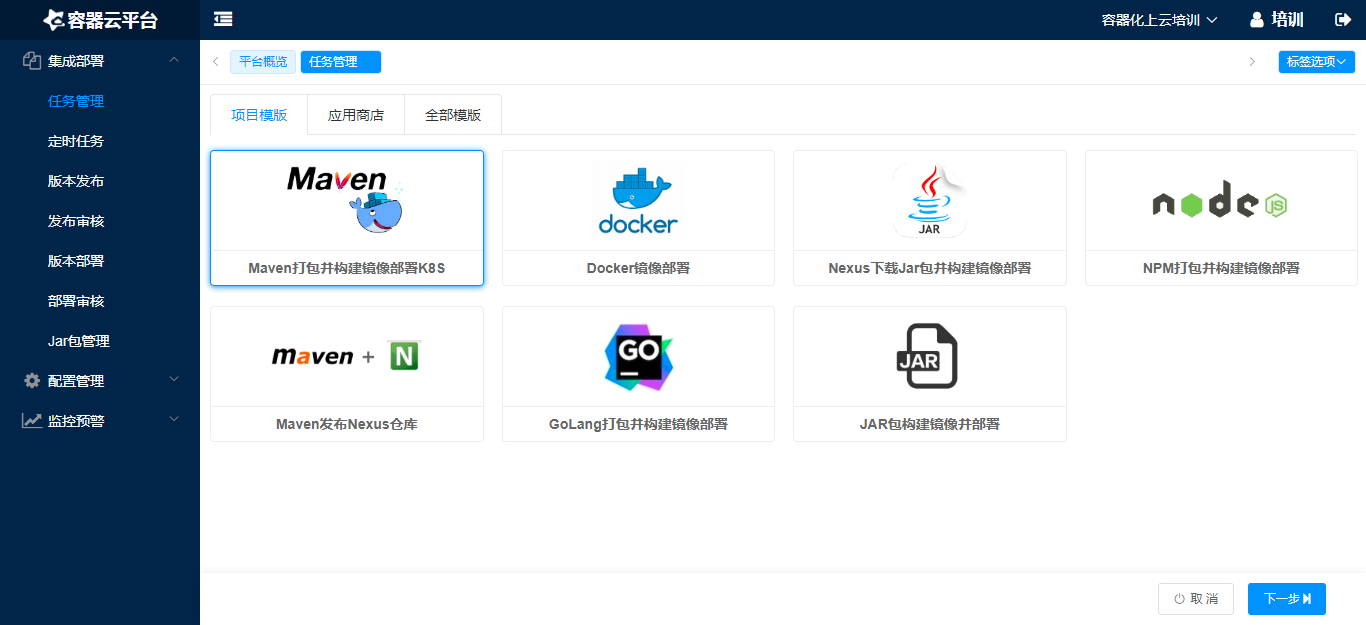 容器云平台
容器化上云培训
培训
集成部署
任务管理
定时任务
版本发布
发布审核
版本部署
部署审核
Jar包管理
配置管理
监控预警
平台概览
任务管理
标签选项
项目模版
应用商店
全部模版
Maven
Maven打包并构建镜像部署K8S
docker
Docker镜像部署
JAR
Nexus下载Jar包并构建镜像部署
node
JS
NPM打包并构建镜像部署
maven + N
Maven发布Nexus仓库
GO
GoLang打包并构建镜像部署
JAR
JAR包构建镜像并部署
取 消
下一步